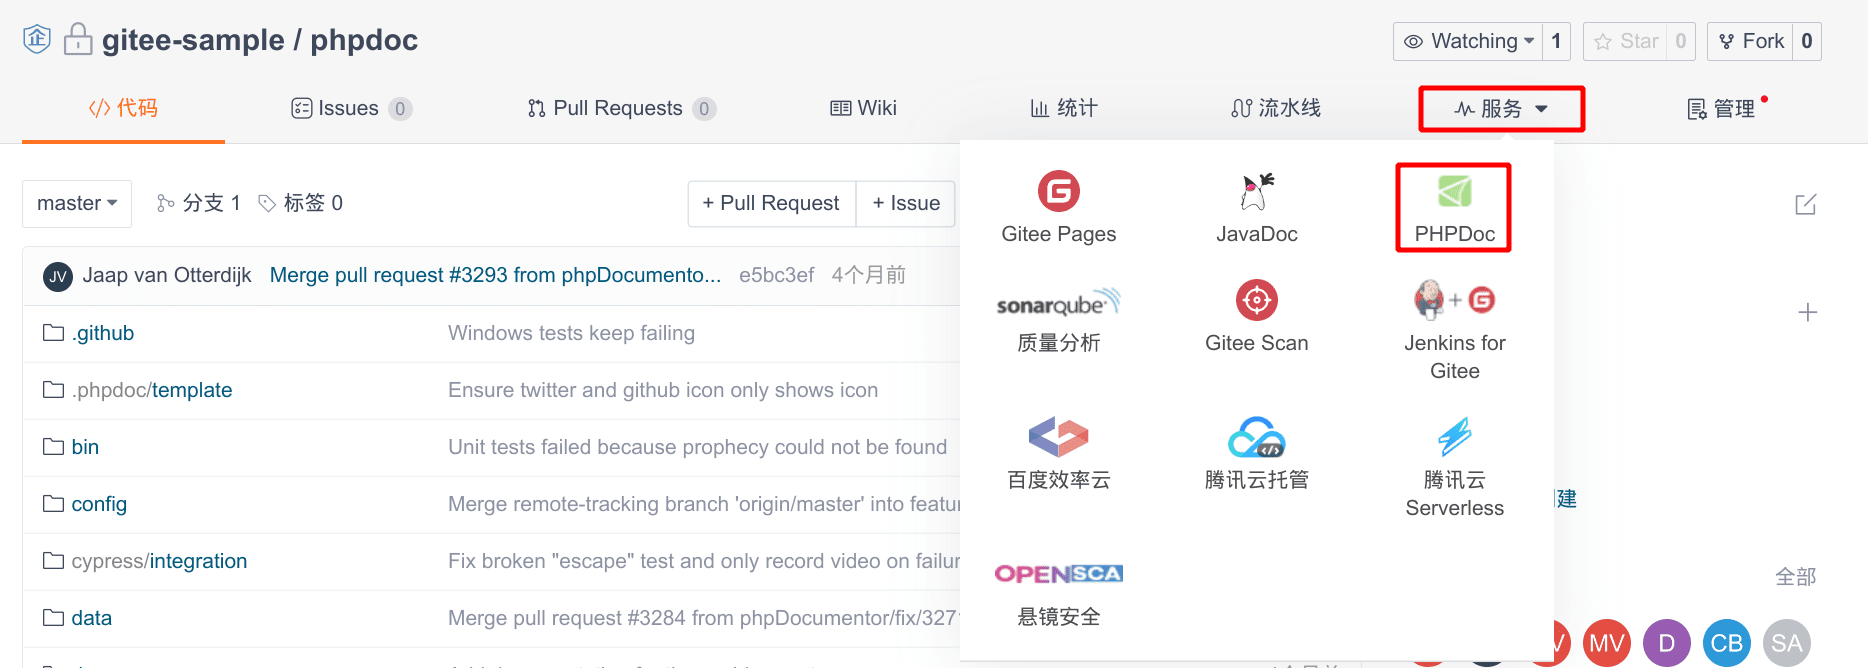 gitee-sample / phpdoc
Watching 1 Star 0 Fork 0
代码 Issues 0 Pull Requests 0 Wiki 统计 流水线 服务 管理
master 分支 1 标签 0 + Pull Request + Issue
JV Jaap van Otterdijk Merge pull request #3293 from phpDocumento... e5bc3ef 4个月前
.github Windows tests keep failing
.phpdoc/template Ensure twitter and github icon only shows icon
bin Unit tests failed because prophecy could not be found
config Merge remote-tracking branch 'origin/master' into featur
cypress/integration Fix broken "escape" test and only record video on failur
data Merge pull request #3284 from phpDocumentor/fix/327
Gitee Pages JavaDoc PHPDoc
sonarqube
质量分析 Gitee Scan Jenkins for
Gitee
百度效率云 腾讯云托管 腾讯云
Serverless
OPENSCA
悬镜安全
建
全部
MV D CB SA